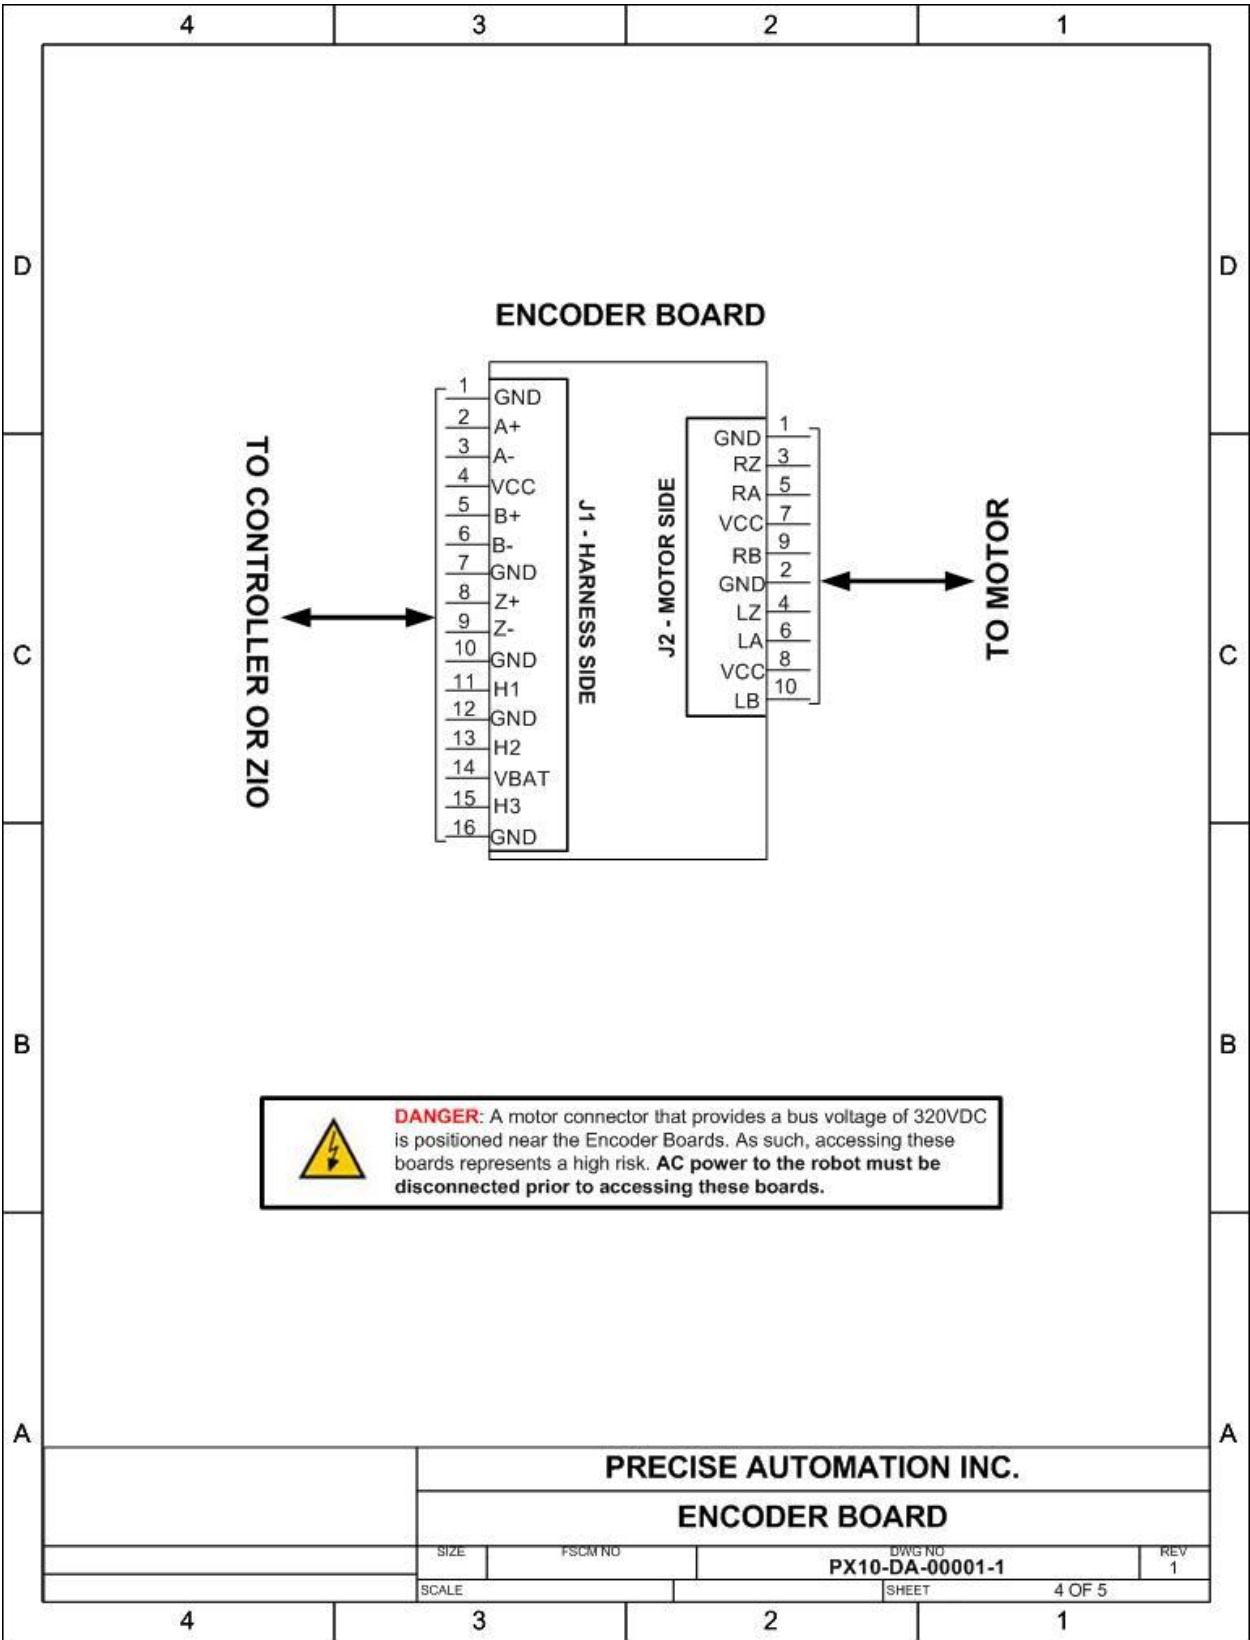 4 3 2 1
D D
ENCODER BOARD
1 GND
2 A+
3 A-
4 VCC
5 B+
6 B-
7 GND
8 Z+
9 Z-
10 GND
11 H1
12 GND
13 H2
14 VBAT
15 H3
16 GND
J1 - HARNESS SIDE
TO CONTROLLER OR ZIO
J2 - MOTOR SIDE
GND 1
RZ 3
RA 5
VCC 7
RB 9
GND 2
LZ 4
LA 6
VCC 8
LB 10
TO MOTOR
C C
B B
DANGER: A motor connector that provides a bus voltage of 320VDC
is positioned near the Encoder Boards. As such, accessing these
boards represents a high risk. AC power to the robot must be
disconnected prior to accessing these boards.
A A
PRECISE AUTOMATION INC.
ENCODER BOARD
SIZE FSCM NO DWG NO REV
PX10-DA-00001-1 1
SCALE SHEET 4 OF 5
4 3 2 1